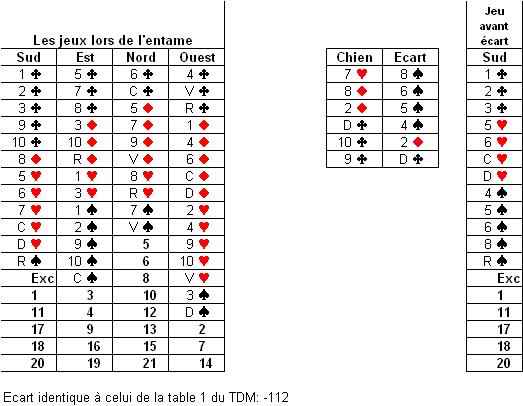 Les jeux lors de l'entame
Jeu
avant
écart
Sud Est Nord Ouest Chien Ecart Sud
1 ♣ 5 ♣ 6 ♣ 4 ♣ 7 ♥ 8 ♠ 1 ♣
2 ♣ 7 ♣ C ♣ V ♣ 8 ♦ 6 ♠ 2 ♣
3 ♣ 8 ♣ 5 ♦ R ♣ 2 ♦ 5 ♠ 3 ♣
9 ♣ 3 ♦ 7 ♦ 1 ♦ D ♣ 4 ♠ 5 ♥
10 ♣ 10 ♦ 9 ♦ 4 ♦ 10 ♣ 2 ♦ 6 ♥
8 ♦ R ♦ V ♦ 6 ♦ 9 ♣ D ♣ C ♥
5 ♥ 1 ♥ 8 ♥ C ♦ D ♥
6 ♥ 3 ♥ R ♥ D ♦ 4 ♠
7 ♥ 1 ♠ 7 ♠ 2 ♥ 5 ♠
C ♥ 2 ♠ V ♠ 4 ♥ 6 ♠
D ♥ 9 ♠ 5 9 ♥ 8 ♠
R ♠ 10 ♠ 6 10 ♥ R ♠
Exc C ♠ 8 V ♥ Exc
1 3 10 3 ♠ 1
11 4 12 D ♠ 11
17 9 13 2 17
18 16 15 7 18
20 19 21 14 20
Ecart identique à celui de la table 1 du TDM: -112